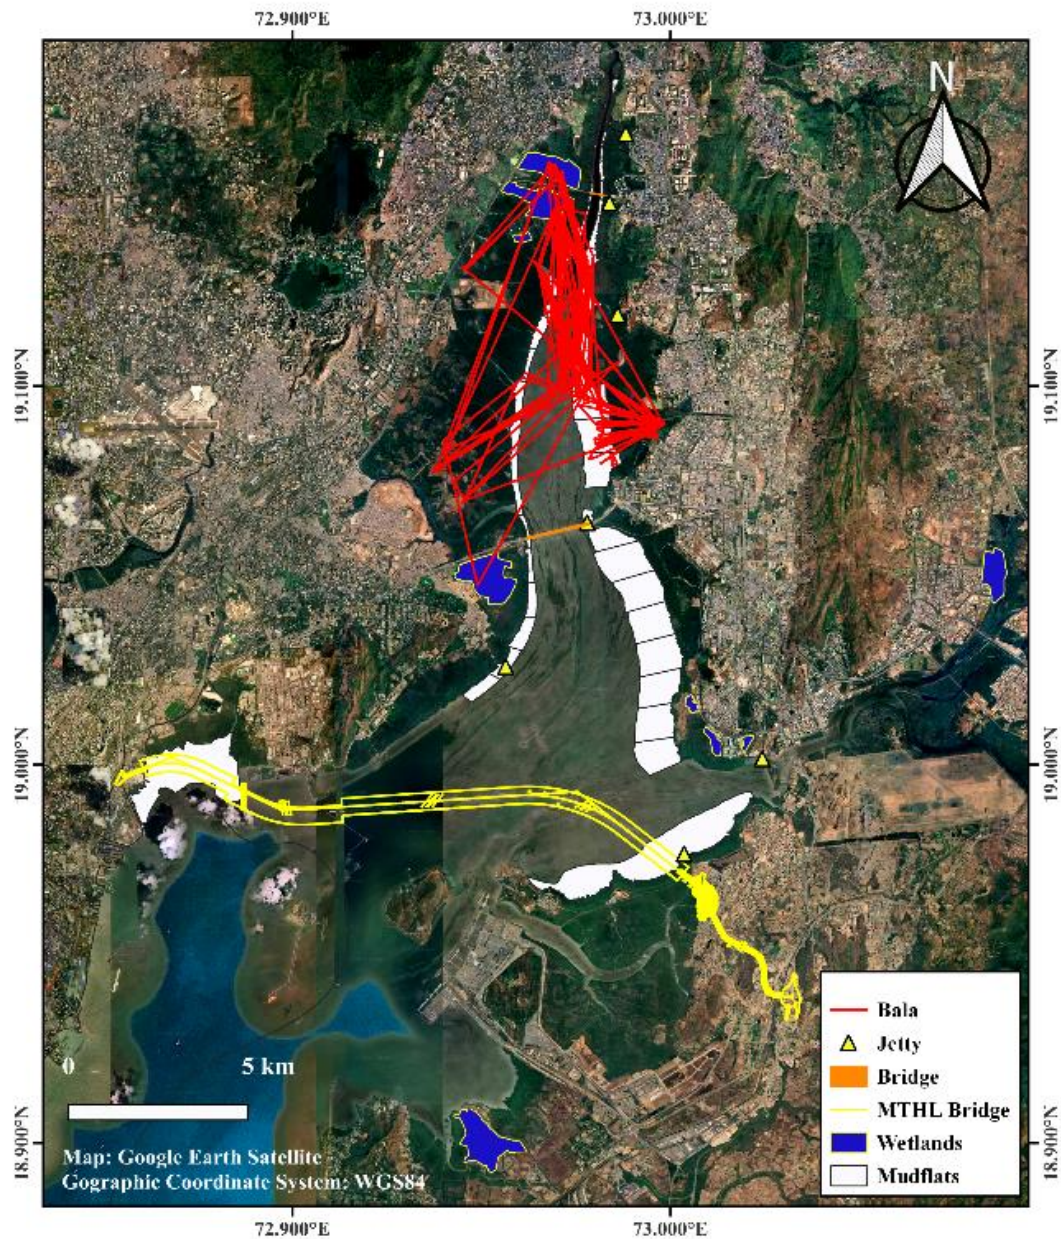 72.900°E
73.000°E
N
19.100°N
19.100°N
19.000°N
19.000°N
18.900°N
18.900°N
0
5 km
Map: Google Earth Satellite
Gographic Coordinate System: WGS84
Bala
Jetty
Bridge
MTHL Bridge
Wetlands
Mudflats
72.900°E
73.000°E